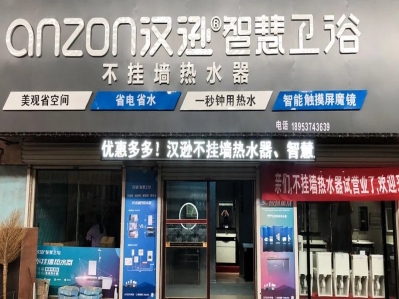 anzon汉逊®智慧卫浴
不挂墙热水器
美观省空间 省电省水 一秒钟用热水 智能触摸屏魔镜
电话 18953743639
优惠多多！汉逊不挂墙热水器、智慧
亲们,不挂墙热水器试营业了,欢迎